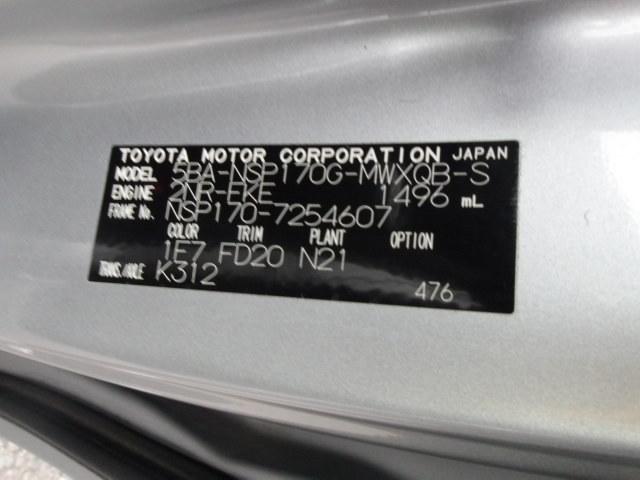 TOYOTA MOTOR CORPORATION JAPAN
MODEL 5BA-NSP170G-MWXQB-S
ENGINE 2NR-FKE 1496 mL
FRAME No. NSP170-7254607
COLOR TRIM PLANT OPTION
1E7 FD20 N21
TRANS./AXLE K312
476